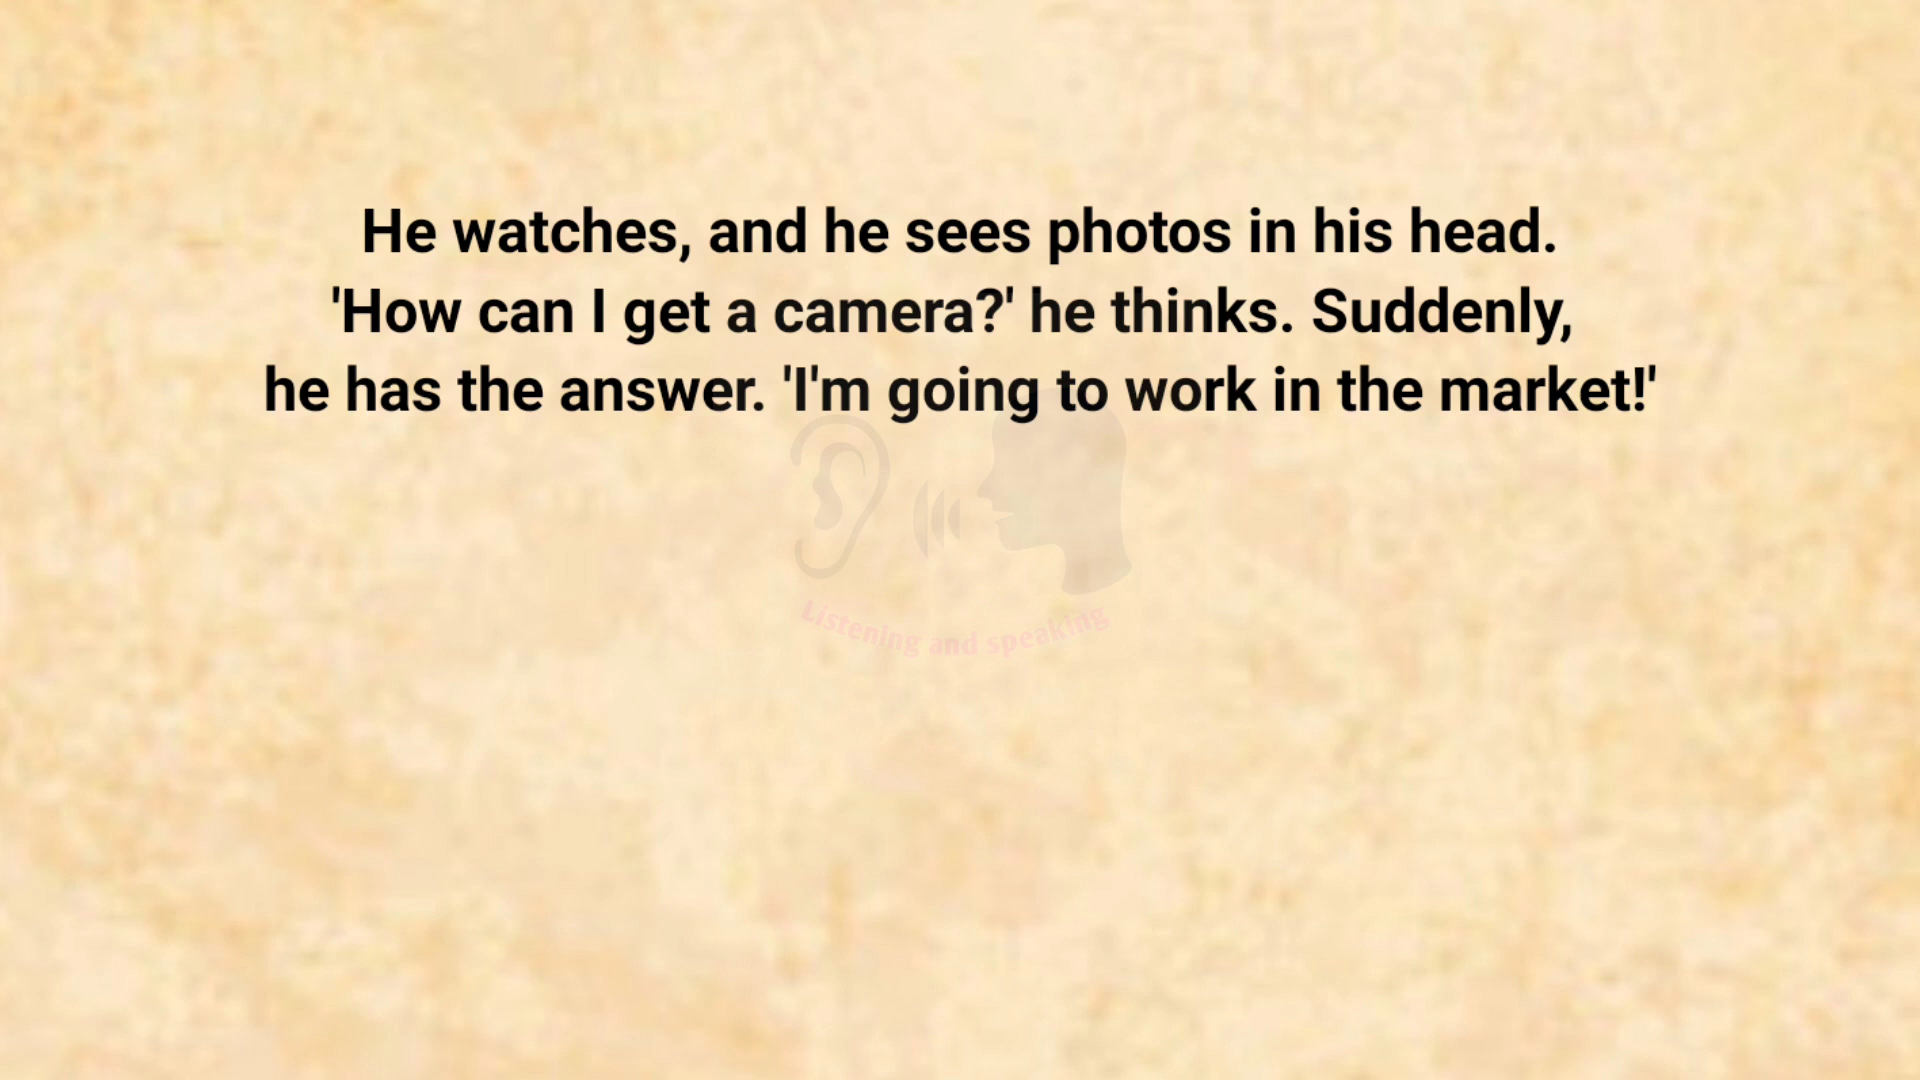 He watches, and he sees photos in his head.
'How can I get a camera?' he thinks. Suddenly,
he has the answer. 'I'm going to work in the market!'
Listening and speaking